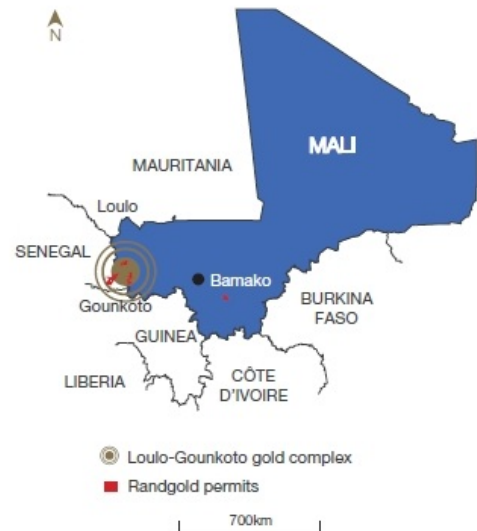 N
MALI
MAURITANIA
Loulo
SENEGAL
Bamako
Gounkoto
BURKINA
FASO
GUINEA
LIBERIA
CÔTE
D'IVOIRE
Loulo-Gounkoto gold complex
Randgold permits
700km